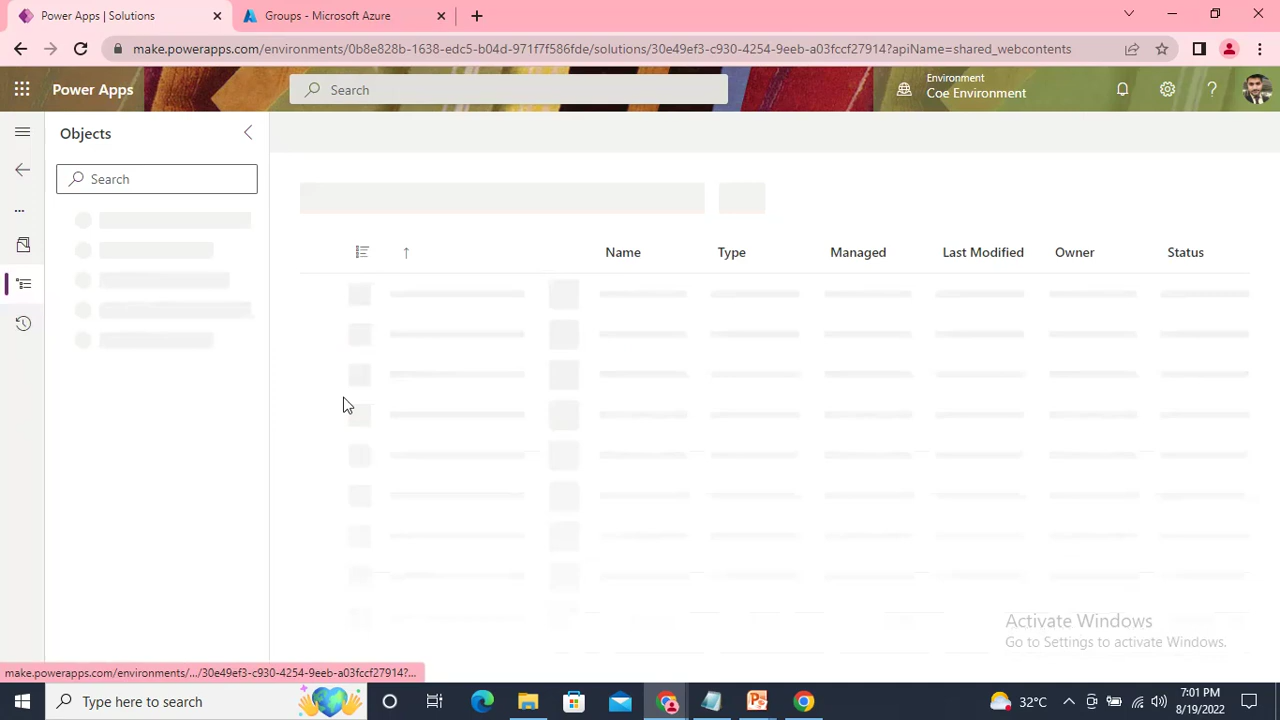 Power Apps | Solutions
Groups - Microsoft Azure
make.powerapps.com/environments/0b8e828b-1638-edc5-b04d-971f7f586fde/solutions/30e49ef3-c930-4254-9eeb-a03fccf27914?apiName=shared_webcontents
Power Apps
Search
Environment
Coe Environment
Objects
Search
Name
Type
Managed
Last Modified
Owner
Status
Activate Windows
Go to Settings to activate Windows.
make.powerapps.com/environments/.../30e49ef3-c930-4254-9eeb-a03fccf27914?...
Type here to search
32°C
7:01 PM
8/19/2022